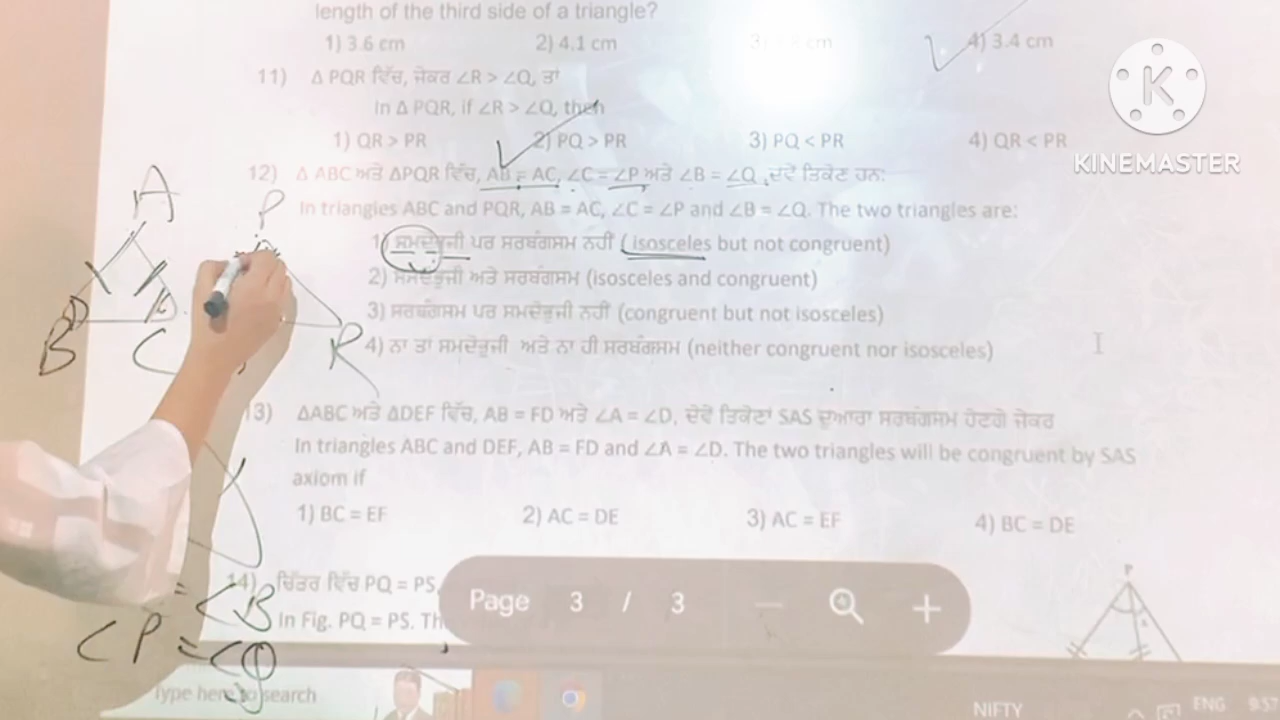 length of the third side of a triangle?
1) 3.6 cm 2) 4.1 cm 3) cm 4) 3.4 cm
11) Δ PQR ਵਿੱਚ, ਜੇਕਰ ∠R > ∠Q, ਤਾਂ
In Δ PQR, if ∠R > ∠Q, then
1) QR > PR 2) PQ > PR 3) PQ < PR 4) QR < PR
12) Δ ABC ਅਤੇ ΔPQR ਵਿੱਚ, AB = AC, ∠C = ∠P ਅਤੇ ∠B = ∠Q ,ਦੋਵੇਂ ਤਿਕੋਣ ਹਨ:
In triangles ABC and PQR, AB = AC, ∠C = ∠P and ∠B = ∠Q. The two triangles are:
1) ਸਮਦੋਭੁਜੀ ਪਰ ਸਰਬੰਗਸਮ ਨਹੀਂ (isosceles but not congruent)
2) ਸਮਦੋਭੁਜੀ ਅਤੇ ਸਰਬੰਗਸਮ (isosceles and congruent)
3) ਸਰਬੰਗਸਮ ਪਰ ਸਮਦੋਭੁਜੀ ਨਹੀਂ (congruent but not isosceles)
4) ਨਾ ਤਾਂ ਸਮਦੋਭੁਜੀ ਅਤੇ ਨਾ ਹੀ ਸਰਬੰਗਸਮ (neither congruent nor isosceles)
A
P
B C R
13) ΔABC ਅਤੇ ΔDEF ਵਿੱਚ, AB = FD ਅਤੇ ∠A = ∠D, ਦੋਵੇਂ ਤਿਕੋਣਾਂ SAS ਦੁਆਰਾ ਸਰਬੰਗਸਮ ਹੋਣਗੇ ਜੇਕਰ
In triangles ABC and DEF, AB = FD and ∠A = ∠D. The two triangles will be congruent by SAS
axiom if
1) BC = EF 2) AC = DE 3) AC = EF 4) BC = DE
14) ਚਿੱਤਰ ਵਿੱਚ PQ = PS,
In Fig. PQ = PS. Th
P
= ∠B
∠P = ∠Q
Page 3 / 3
Type here to search
NIFTY
ENG 9:57
KINEMASTER